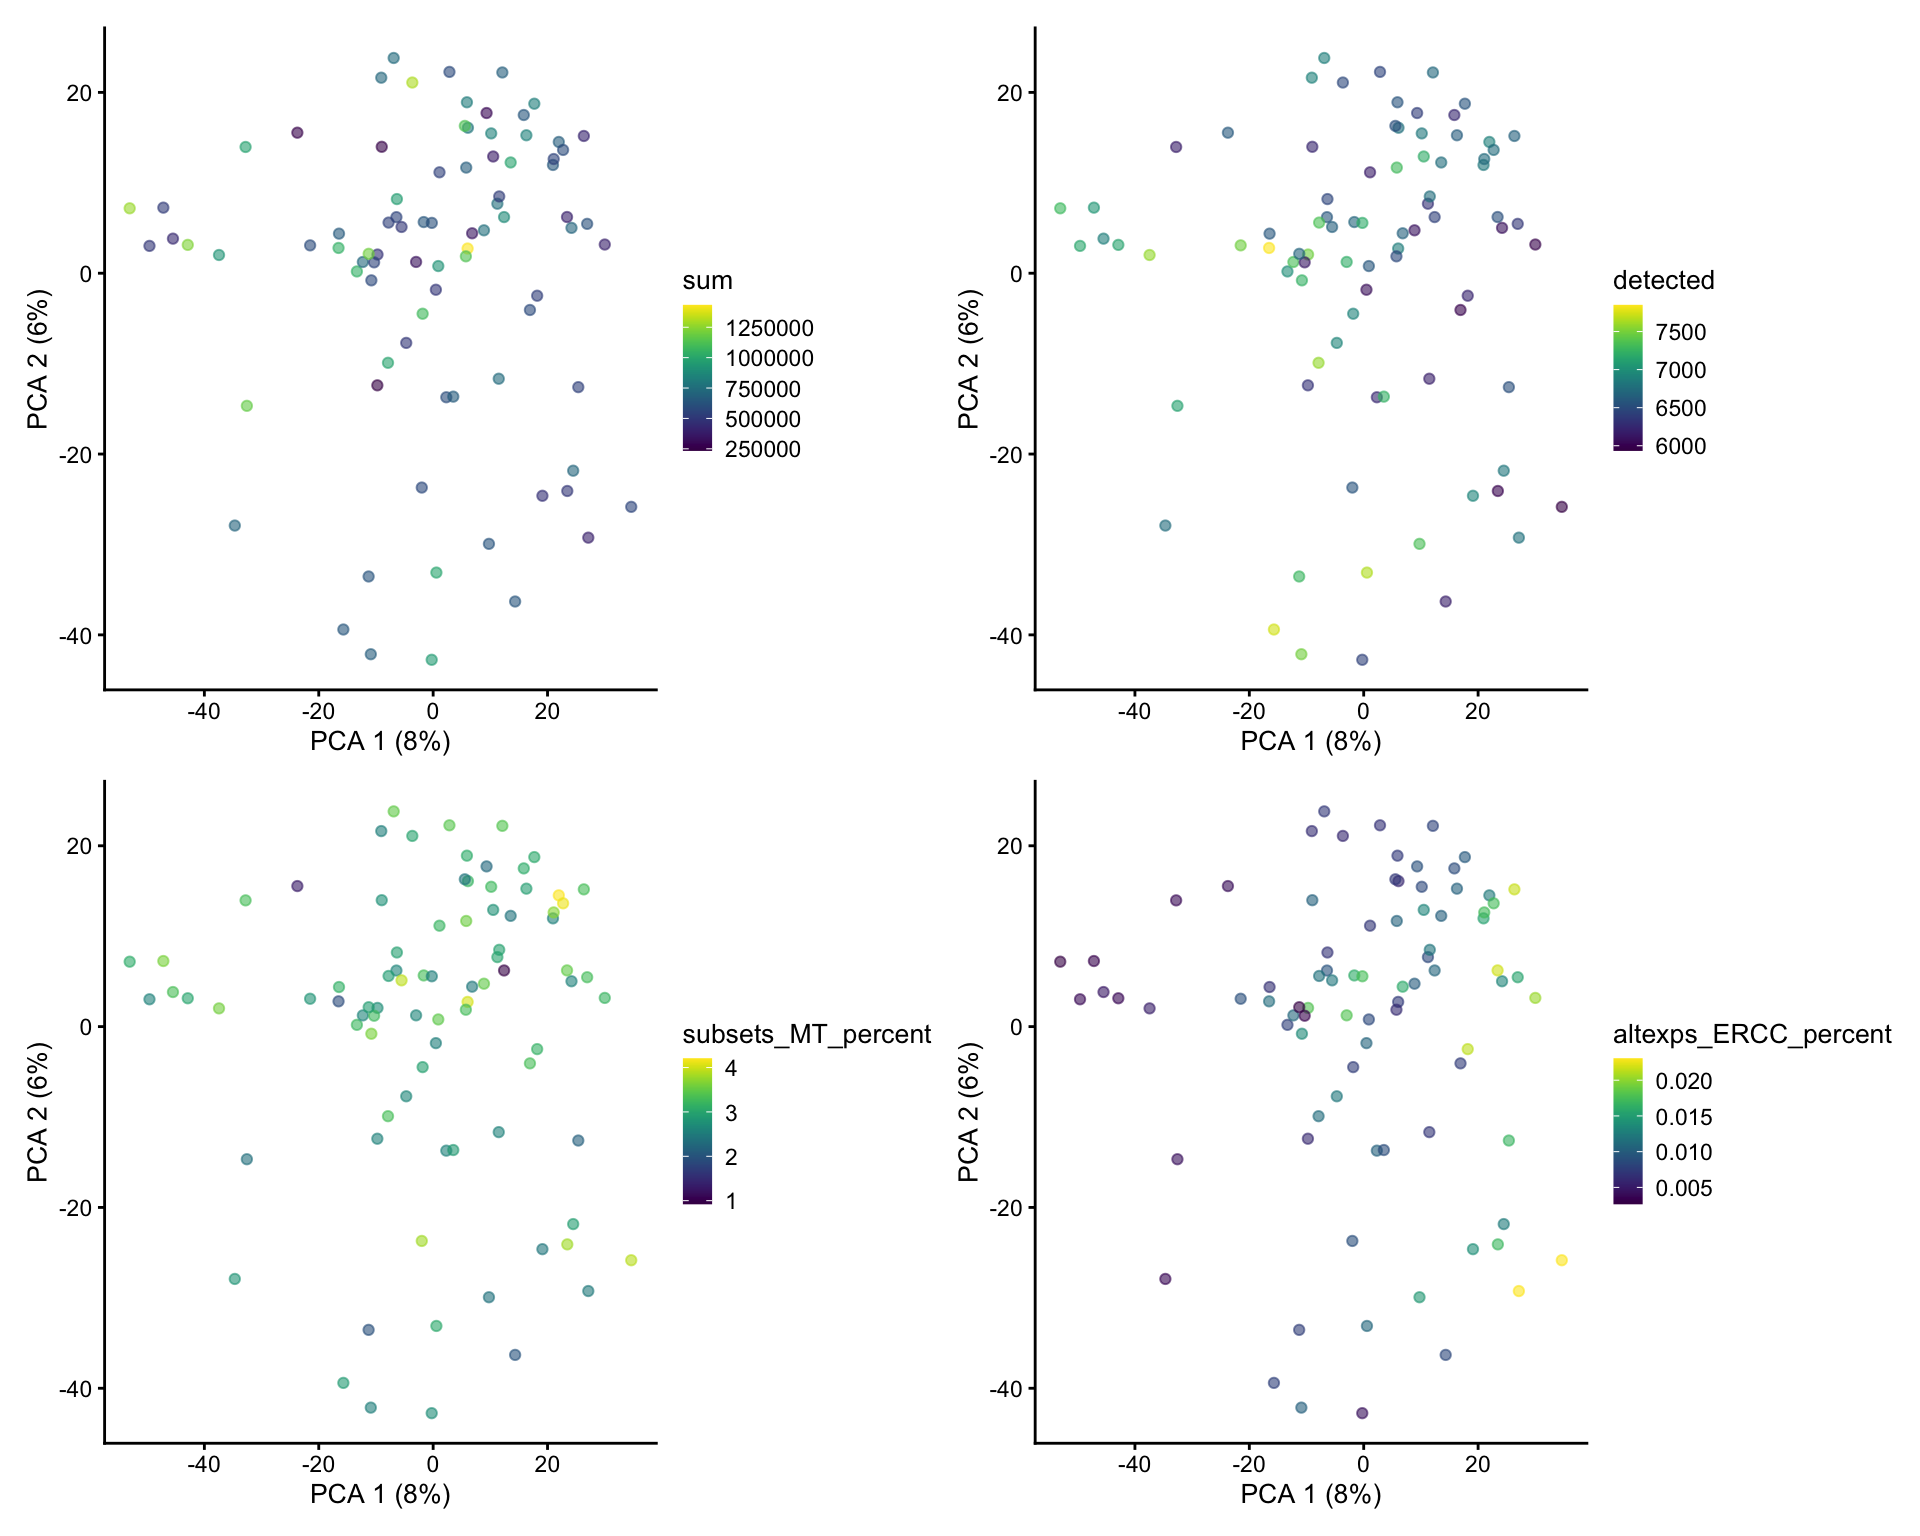 20
0
-20
-40
PCA 2 (6%)
-40 -20 0 20
PCA 1 (8%)
sum
1250000
1000000
750000
500000
250000
20
0
-20
-40
PCA 2 (6%)
-40 -20 0 20
PCA 1 (8%)
detected
7500
7000
6500
6000
20
0
-20
-40
PCA 2 (6%)
-40 -20 0 20
PCA 1 (8%)
subsets_MT_percent
4
3
2
1
20
0
-20
-40
PCA 2 (6%)
-40 -20 0 20
PCA 1 (8%)
altexps_ERCC_percent
0.020
0.015
0.010
0.005